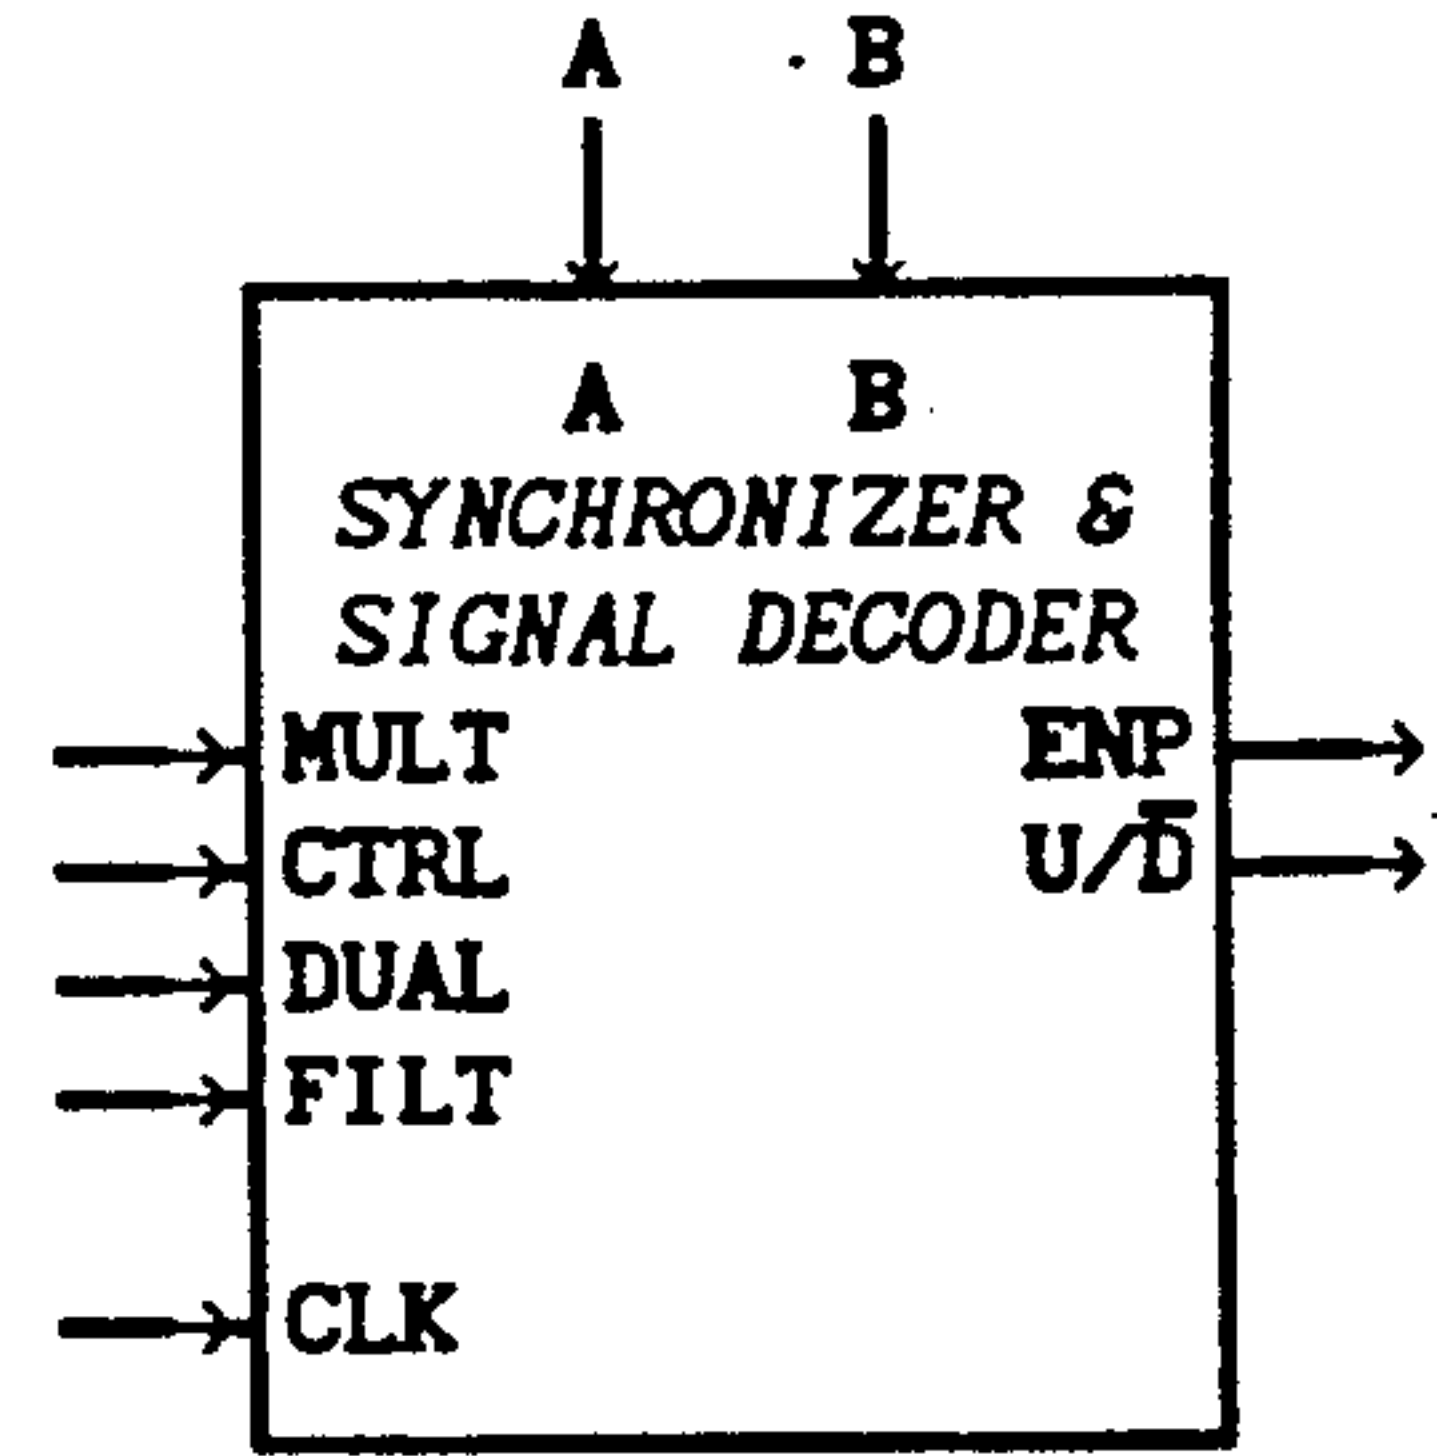 A B
A B
SYNCHRONIZER &
SIGNAL DECODER
MULT ENP
CTRL U/D̅
DUAL
FILT
CLK